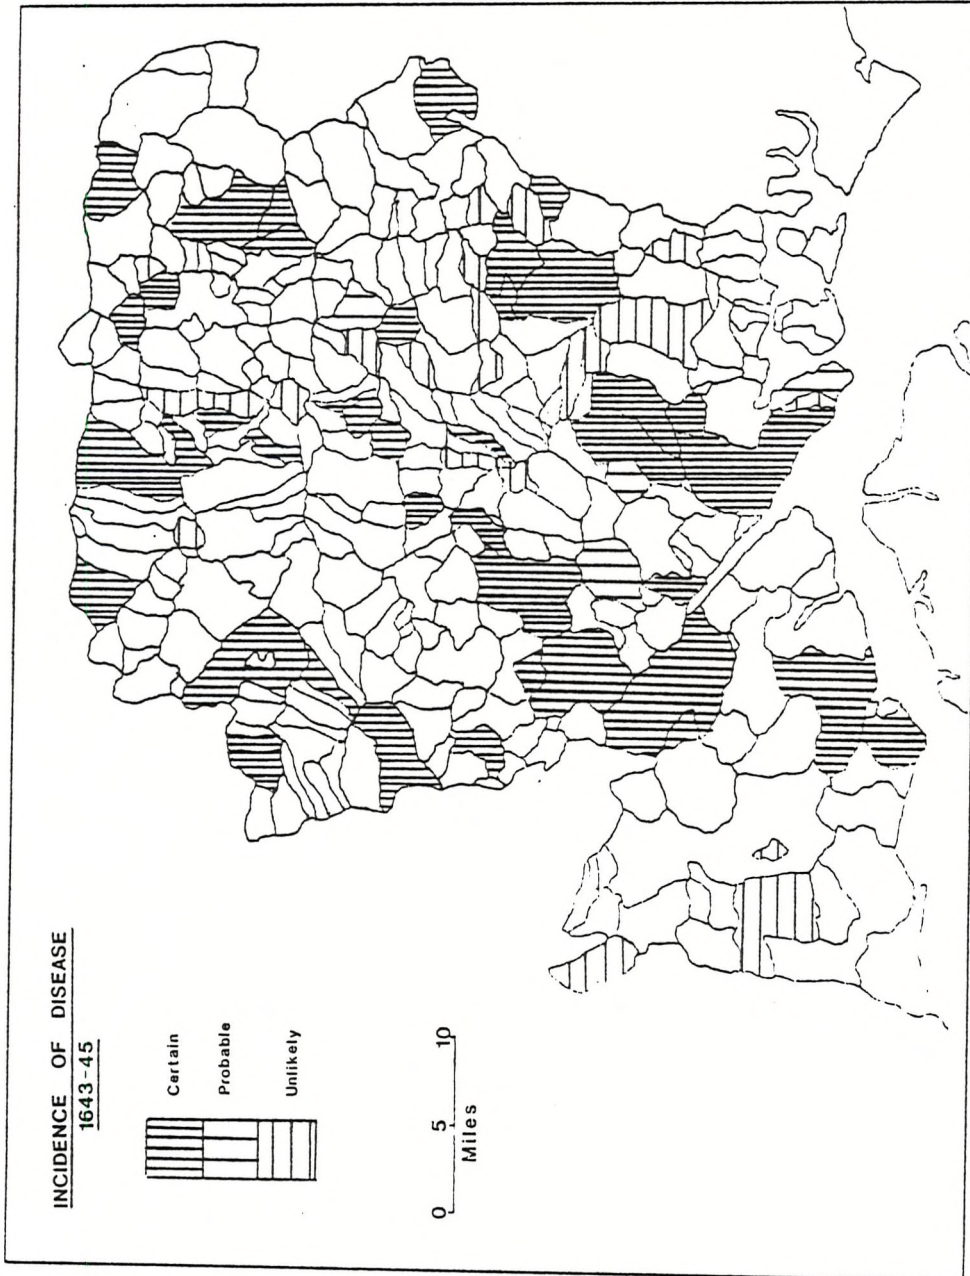 INCIDENCE OF DISEASE
1643-45
Certain
Probable
Unlikely
0 5 10
Miles